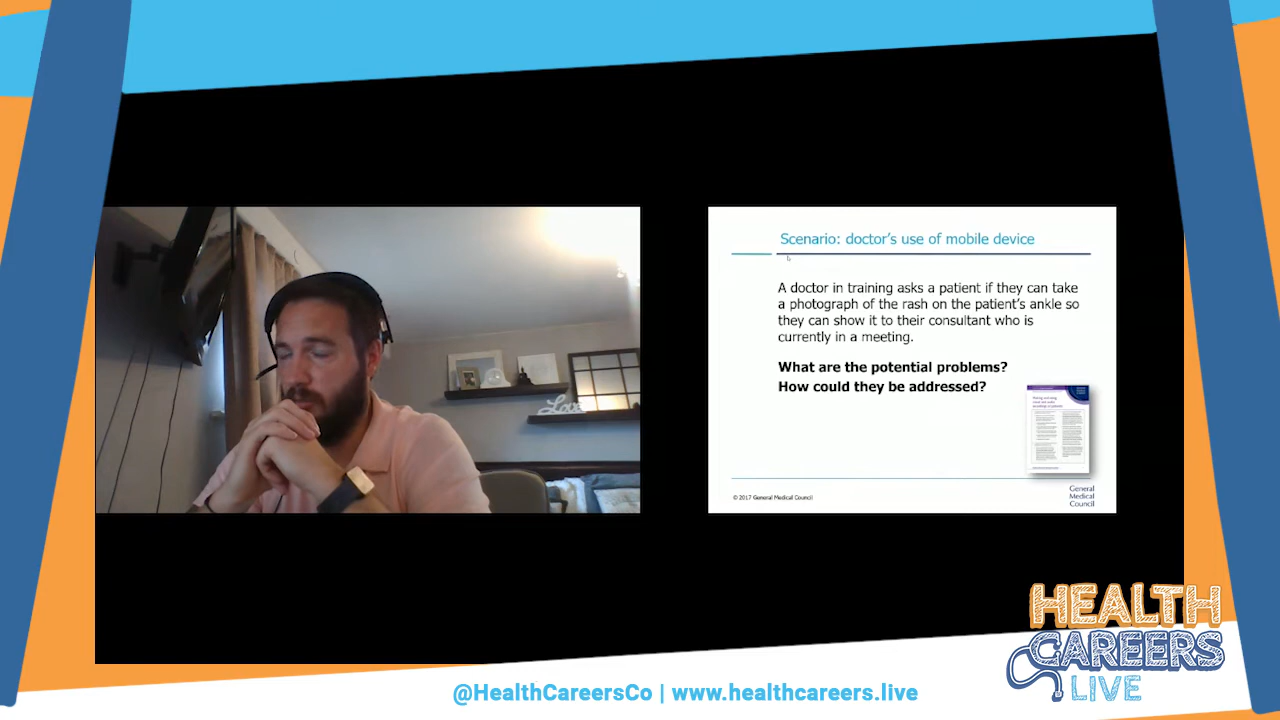 Scenario: doctor's use of mobile device
A doctor in training asks a patient if they can take
a photograph of the rash on the patient's ankle so
they can show it to their consultant who is
currently in a meeting.
What are the potential problems?
How could they be addressed?
© 2017 General Medical Council
General
Medical
Council
Love
HEALTH
CAREERS
LIVE
@HealthCareersCo | www.healthcareers.live